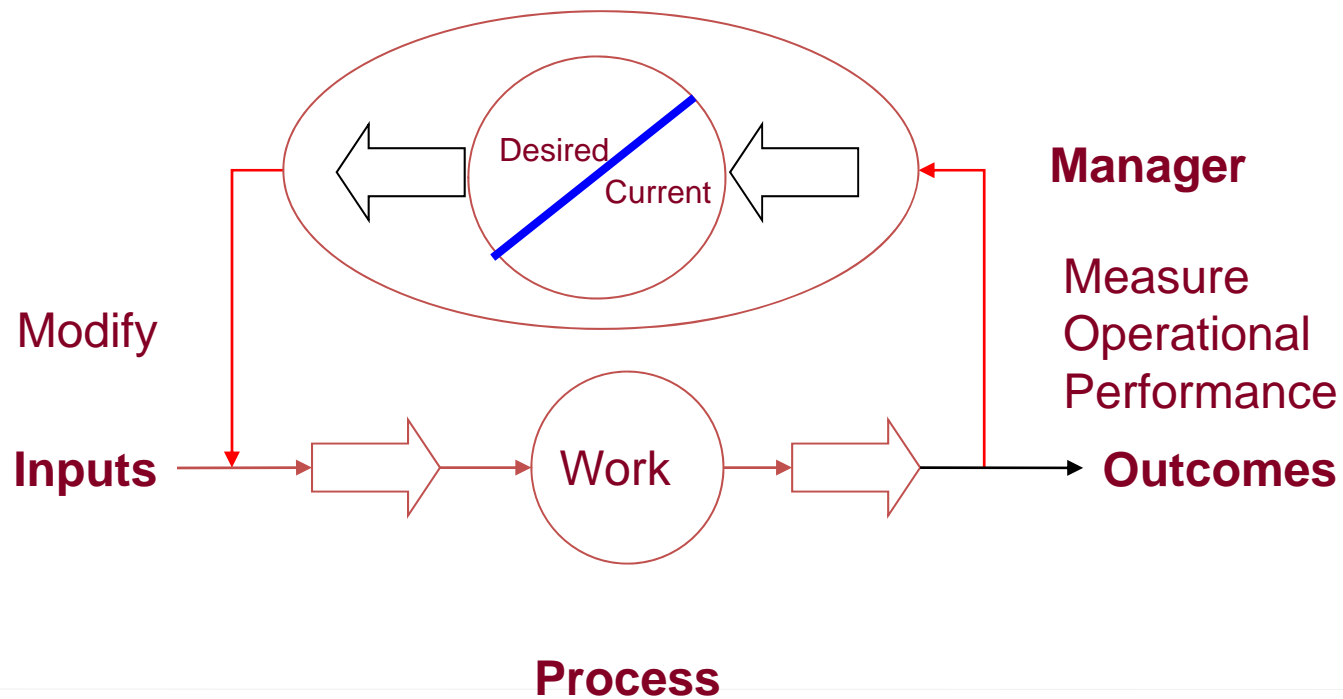 Desired
Current
Manager
Measure
Operational
Performance
Modify
Inputs
Work
Outcomes
Process